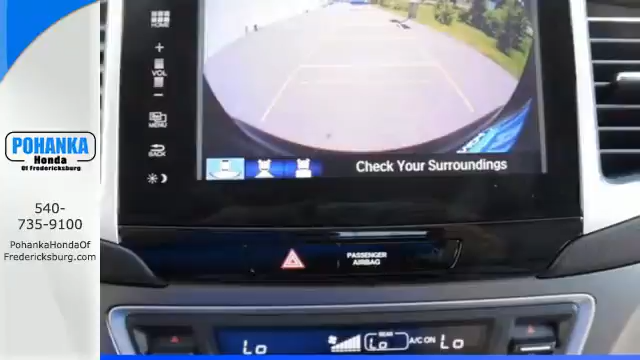 HOME
+
VOL
-
MENU
BACK
Check Your Surroundings
POHANKA
Honda
Of Fredericksburg
540-
735-9100
PohankaHondaOf
Fredericksburg.com
PASSENGER
AIRBAG
REAR
Lo Lo A/C ON Lo